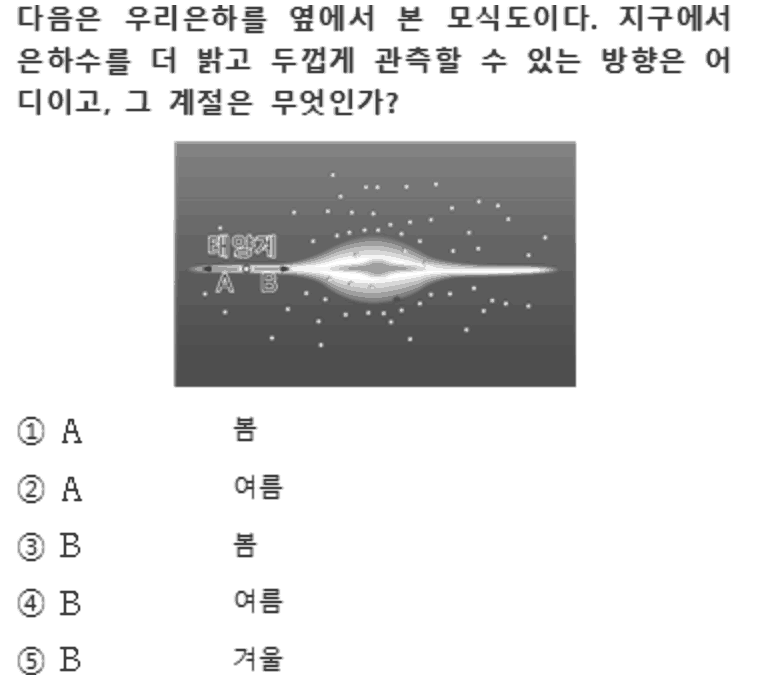 다음은 우리은하를 옆에서 본 모식도이다. 지구에서
은하수를 더 밝고 두껍게 관측할 수 있는 방향은 어
디이고, 그 계절은 무엇인가?
태양계
A B
① A 봄
② A 여름
③ B 봄
④ B 여름
⑤ B 겨울